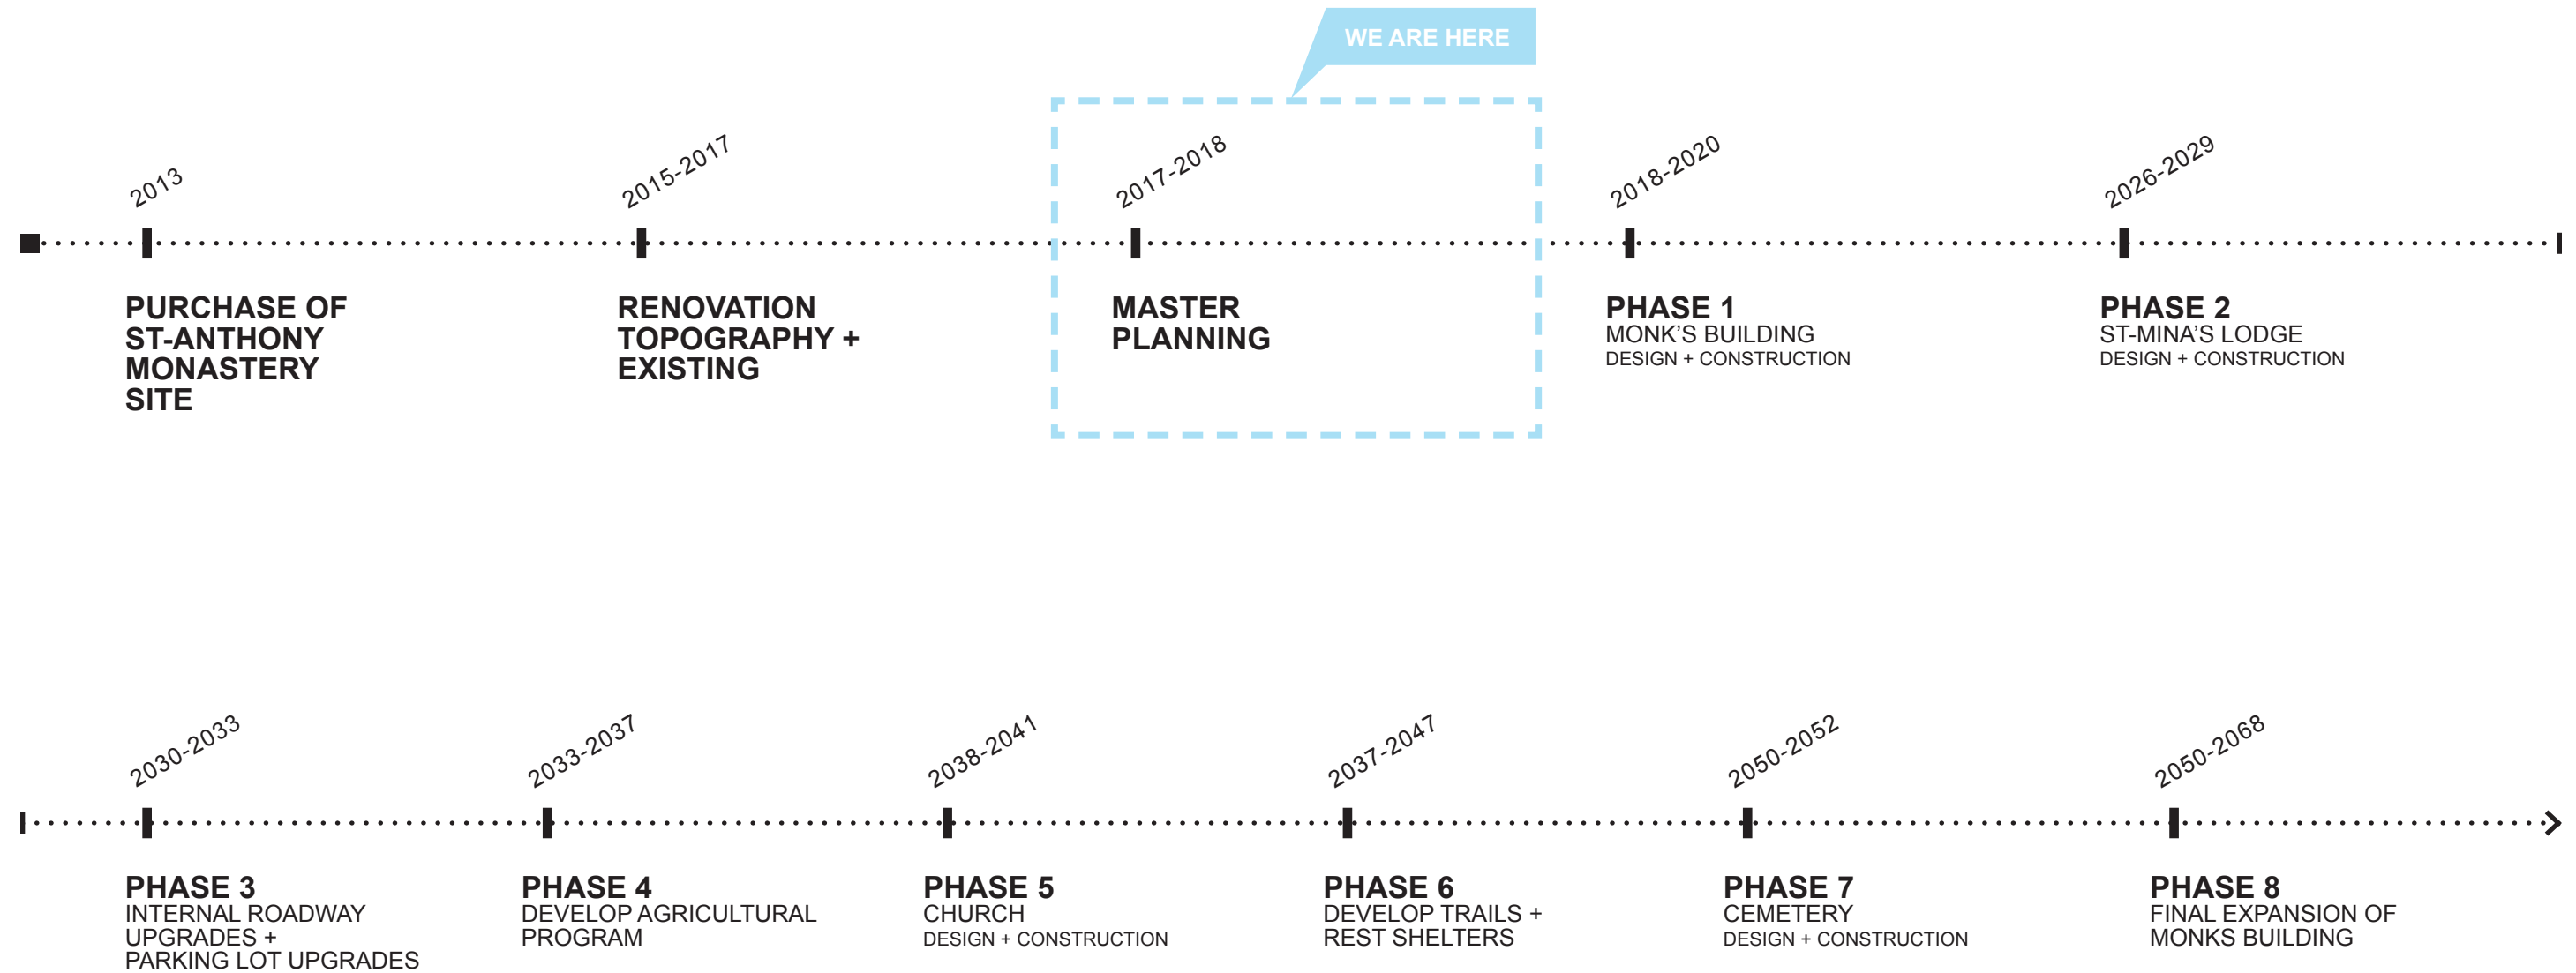 WE ARE HERE
2013
2015-2017
2017-2018
2018-2020
2026-2029
PURCHASE OF
ST-ANTHONY
MONASTERY
SITE
RENOVATION
TOPOGRAPHY +
EXISTING
MASTER
PLANNING
PHASE 1
MONK'S BUILDING
DESIGN + CONSTRUCTION
PHASE 2
ST-MINA'S LODGE
DESIGN + CONSTRUCTION
2030-2033
2033-2037
2038-2041
2037-2047
2050-2052
2050-2068
PHASE 3
INTERNAL ROADWAY
UPGRADES +
PARKING LOT UPGRADES
PHASE 4
DEVELOP AGRICULTURAL
PROGRAM
PHASE 5
CHURCH
DESIGN + CONSTRUCTION
PHASE 6
DEVELOP TRAILS +
REST SHELTERS
PHASE 7
CEMETERY
DESIGN + CONSTRUCTION
PHASE 8
FINAL EXPANSION OF
MONKS BUILDING